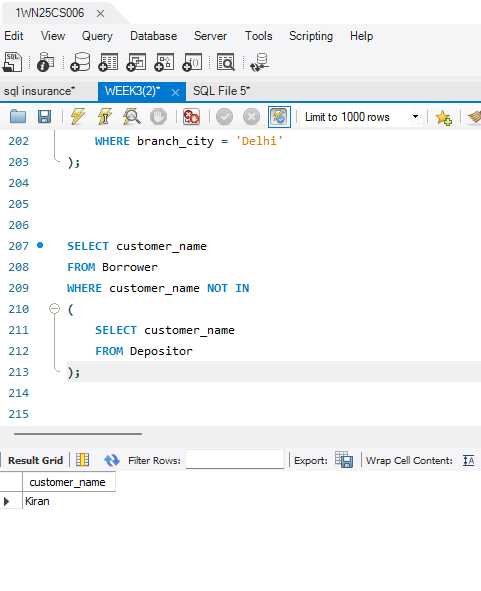 1WN25CS006
Edit View Query Database Server Tools Scripting Help
SQL
sql insurance* WEEK3(2)* SQL File 5*
Limit to 1000 rows
202 WHERE branch_city = 'Delhi'
203 );
204
205
206
207 SELECT customer_name
208 FROM Borrower
209 WHERE customer_name NOT IN
210 (
211 SELECT customer_name
212 FROM Depositor
213 );
214
215
Result Grid Filter Rows: Export: Wrap Cell Content:
customer_name
Kiran